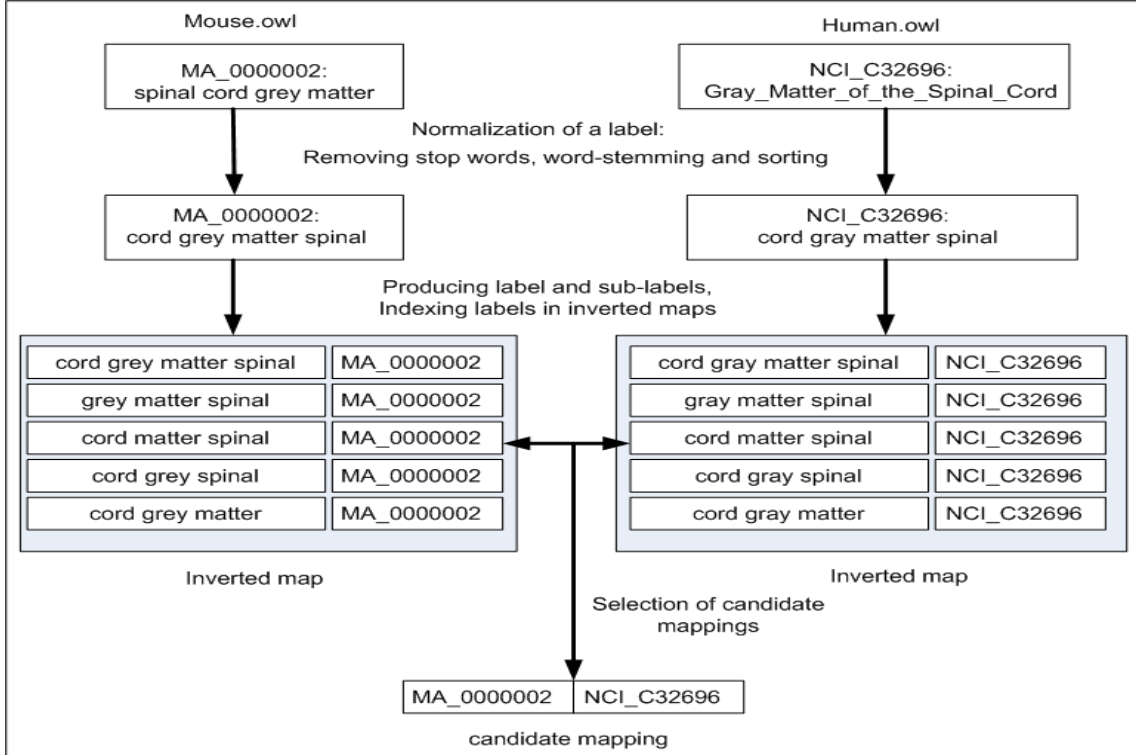 Mouse.owl
Human.owl
MA_0000002:
spinal cord grey matter
NCI_C32696:
Gray_Matter_of_the_Spinal_Cord
Normalization of a label:
Removing stop words, word-stemming and sorting
MA_0000002:
cord grey matter spinal
NCI_C32696:
cord gray matter spinal
Producing label and sub-labels,
Indexing labels in inverted maps
cord grey matter spinal MA_0000002
grey matter spinal MA_0000002
cord matter spinal MA_0000002
cord grey spinal MA_0000002
cord grey matter MA_0000002
Inverted map
cord gray matter spinal NCI_C32696
gray matter spinal NCI_C32696
cord matter spinal NCI_C32696
cord gray spinal NCI_C32696
cord gray matter NCI_C32696
Inverted map
Selection of candidate
mappings
MA_0000002 NCI_C32696
candidate mapping